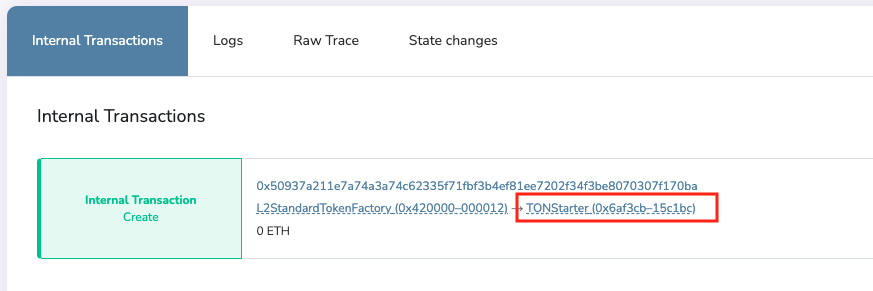 Internal Transactions Logs Raw Trace State changes
Internal Transactions
Internal Transaction
Create
0x50937a211e7a74a3a74c62335f71fbf3b4ef81ee7202f34f3be8070307f170ba
L2StandardTokenFactory (0x420000–000012) → TONStarter (0x6af3cb–15c1bc)
0 ETH